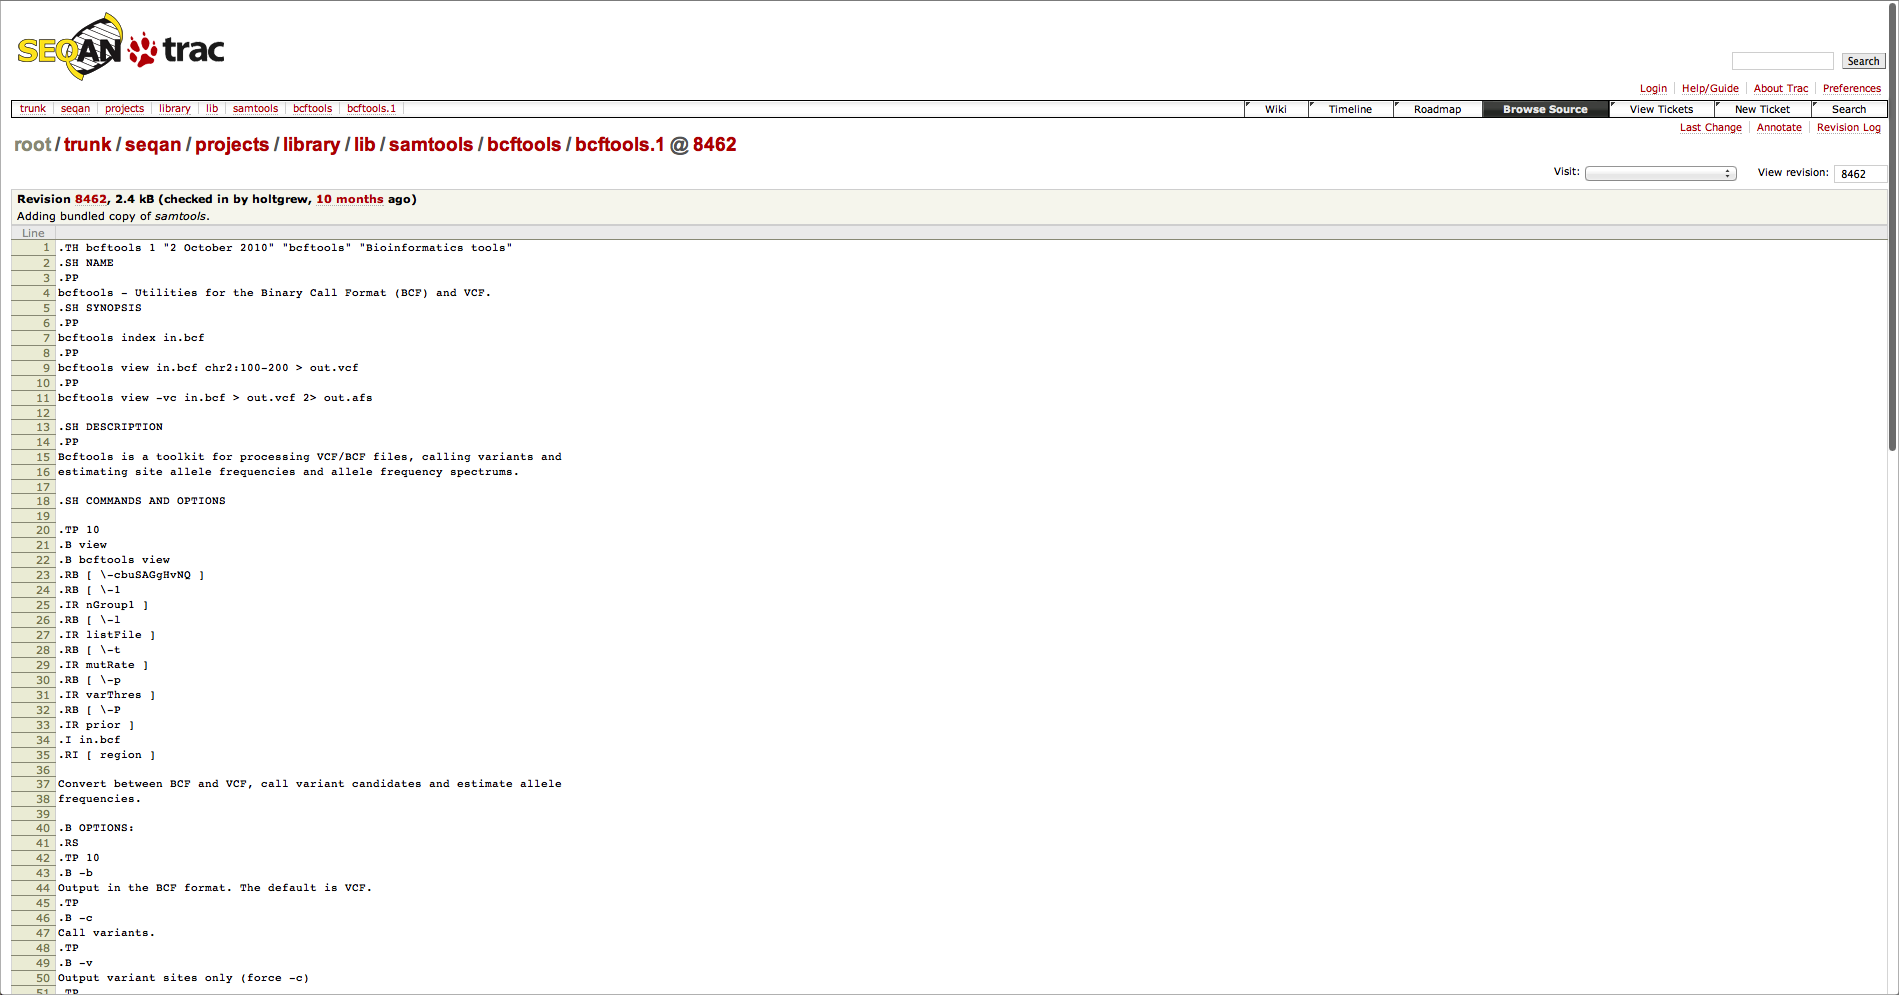 SEQAN trac
Search
Login Help/Guide About Trac Preferences
trunk seqan projects library lib samtools bcftools bcftools.1 Wiki Timeline Roadmap Browse Source View Tickets New Ticket Search
Last Change Annotate Revision Log
root / trunk / seqan / projects / library / lib / samtools / bcftools / bcftools.1 @ 8462
Visit: View revision: 8462
Revision 8462, 2.4 kB (checked in by holtgrew, 10 months ago)
Adding bundled copy of samtools.
Line
1 .TH bcftools 1 "2 October 2010" "bcftools" "Bioinformatics tools"
2 .SH NAME
3 .PP
4 bcftools - Utilities for the Binary Call Format (BCF) and VCF.
5 .SH SYNOPSIS
6 .PP
7 bcftools index in.bcf
8 .PP
9 bcftools view in.bcf chr2:100-200 > out.vcf
10 .PP
11 bcftools view -vc in.bcf > out.vcf 2> out.afs
12
13 .SH DESCRIPTION
14 .PP
15 Bcftools is a toolkit for processing VCF/BCF files, calling variants and
16 estimating site allele frequencies and allele frequency spectrums.
17
18 .SH COMMANDS AND OPTIONS
19
20 .TP 10
21 .B view
22 .B bcftools view
23 .RB [ \-cbuSAGgHvNQ ]
24 .RB [ \-1
25 .IR nGroup1 ]
26 .RB [ \-l
27 .IR listFile ]
28 .RB [ \-t
29 .IR mutRate ]
30 .RB [ \-p
31 .IR varThres ]
32 .RB [ \-P
33 .IR prior ]
34 .I in.bcf
35 .RI [ region ]
36
37 Convert between BCF and VCF, call variant candidates and estimate allele
38 frequencies.
39
40 .B OPTIONS:
41 .RS
42 .TP 10
43 .B -b
44 Output in the BCF format. The default is VCF.
45 .TP
46 .B -c
47 Call variants.
48 .TP
49 .B -v
50 Output variant sites only (force -c)
51 .TP